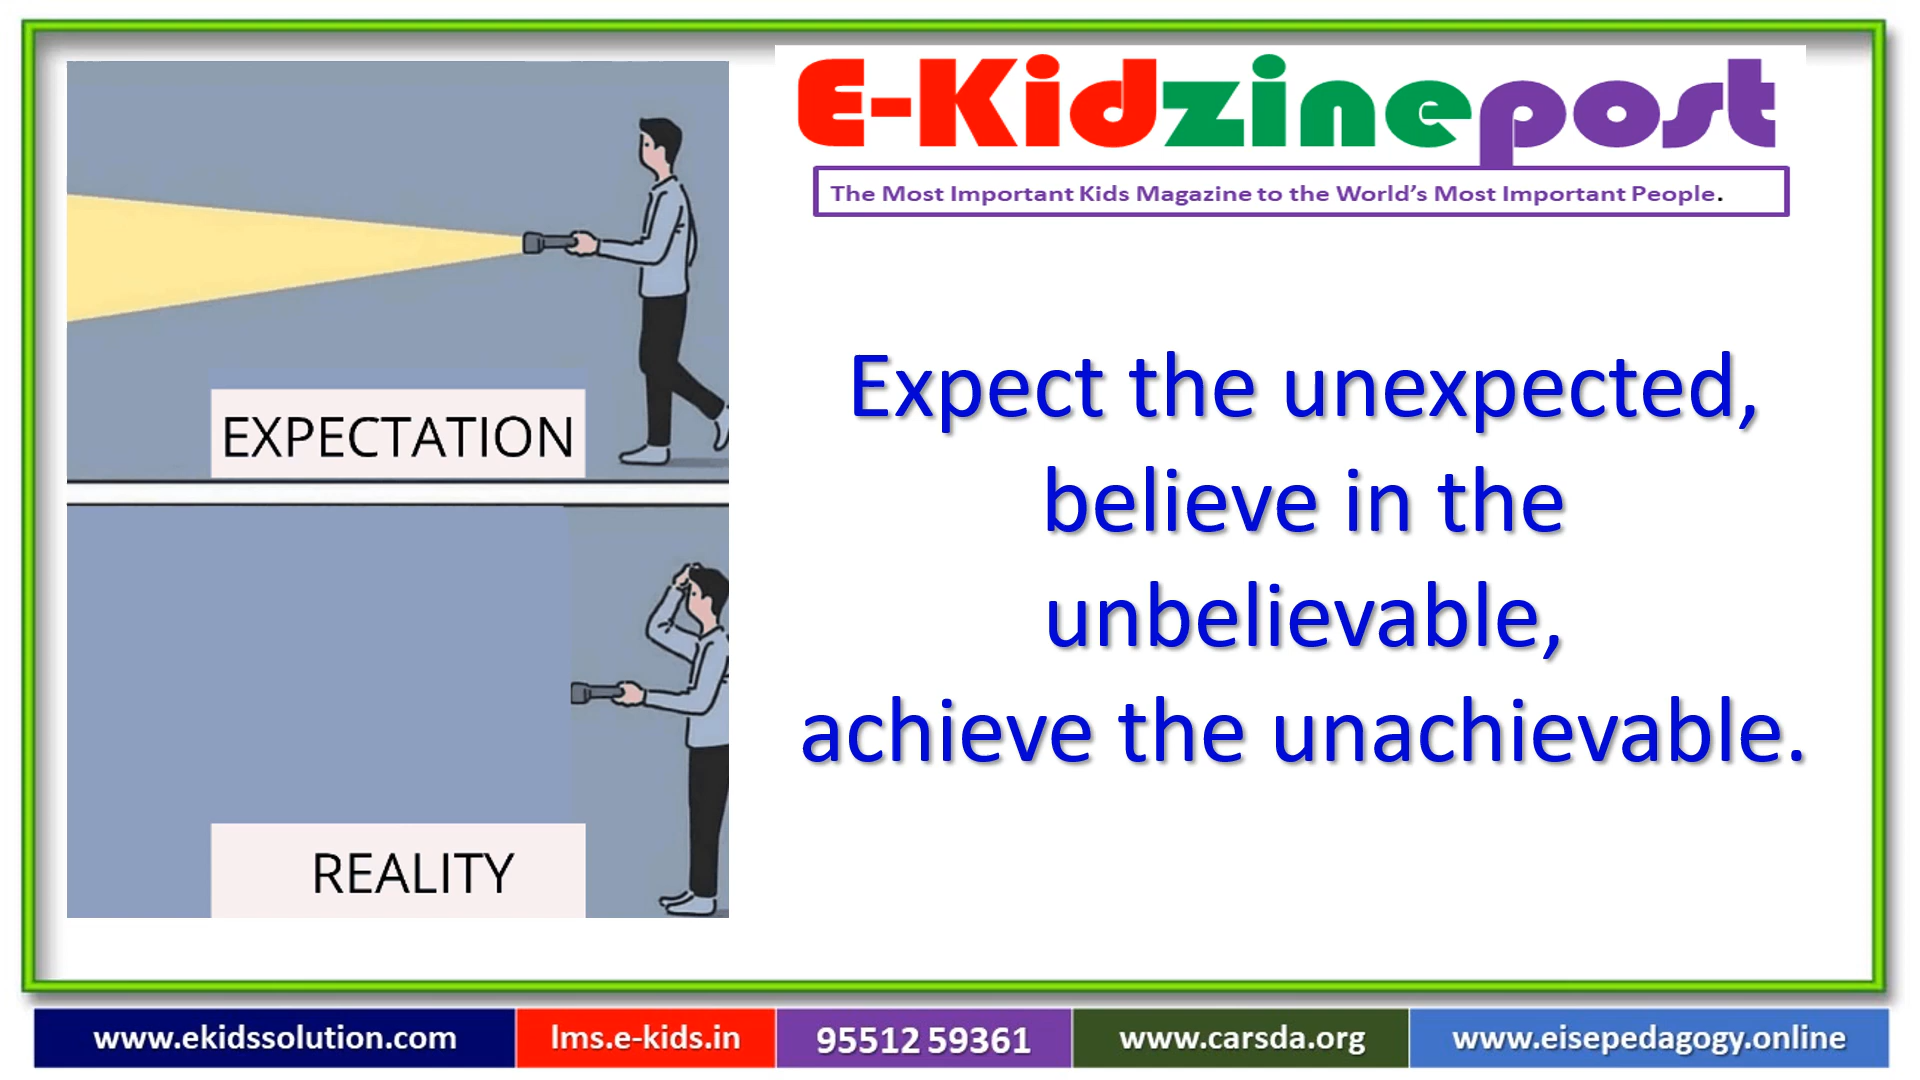 E-Kidzinepost
The Most Important Kids Magazine to the World’s Most Important People.
EXPECTATION
REALITY
Expect the unexpected,
believe in the
unbelievable,
achieve the unachievable.
www.ekidssolution.com
lms.e-kids.in
95512 59361
www.carsda.org
www.eisepedagogy.online